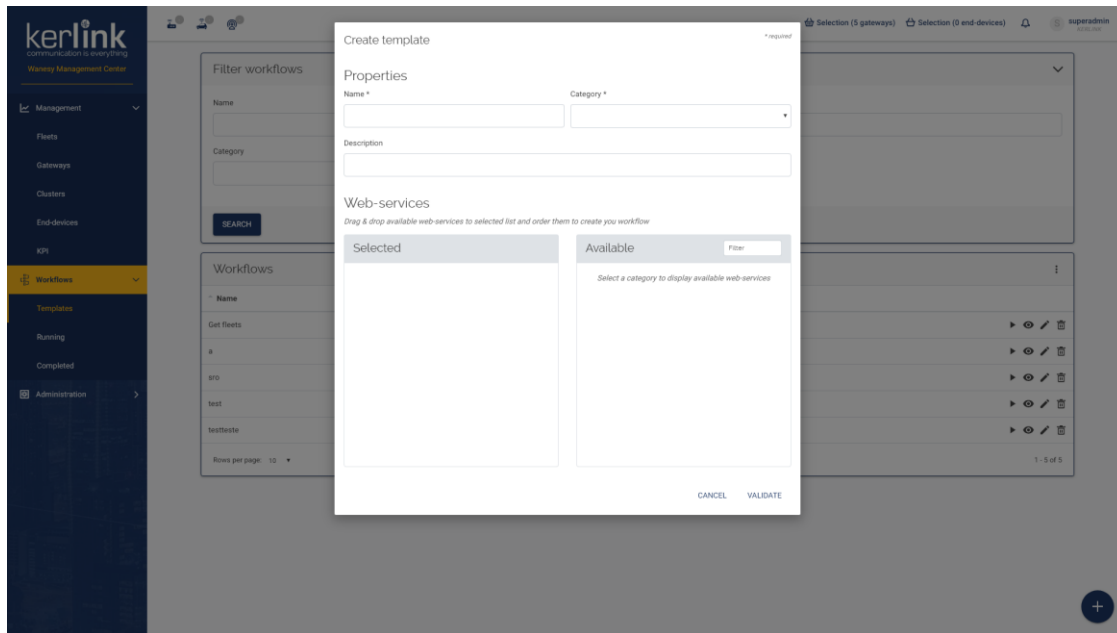 kerlink
communication is everything
Wanesy Management Center
Management
Fleets
Gateways
Clusters
End-devices
KPI
Workflows
Templates
Running
Completed
Administration
Selection (5 gateways)
Selection (0 end-devices)
S
superadmin
KERLINK
Filter workflows
Name
Category
SEARCH
Workflows
Name
Get fleets
a
sro
test
testteste
Rows per page: 10
1 - 5 of 5
Create template
* required
Properties
Name *
Category *
Description
Web-services
Drag & drop available web-services to selected list and order them to create you workflow
Selected
Available
Filter
Select a category to display available web-services
CANCEL
VALIDATE